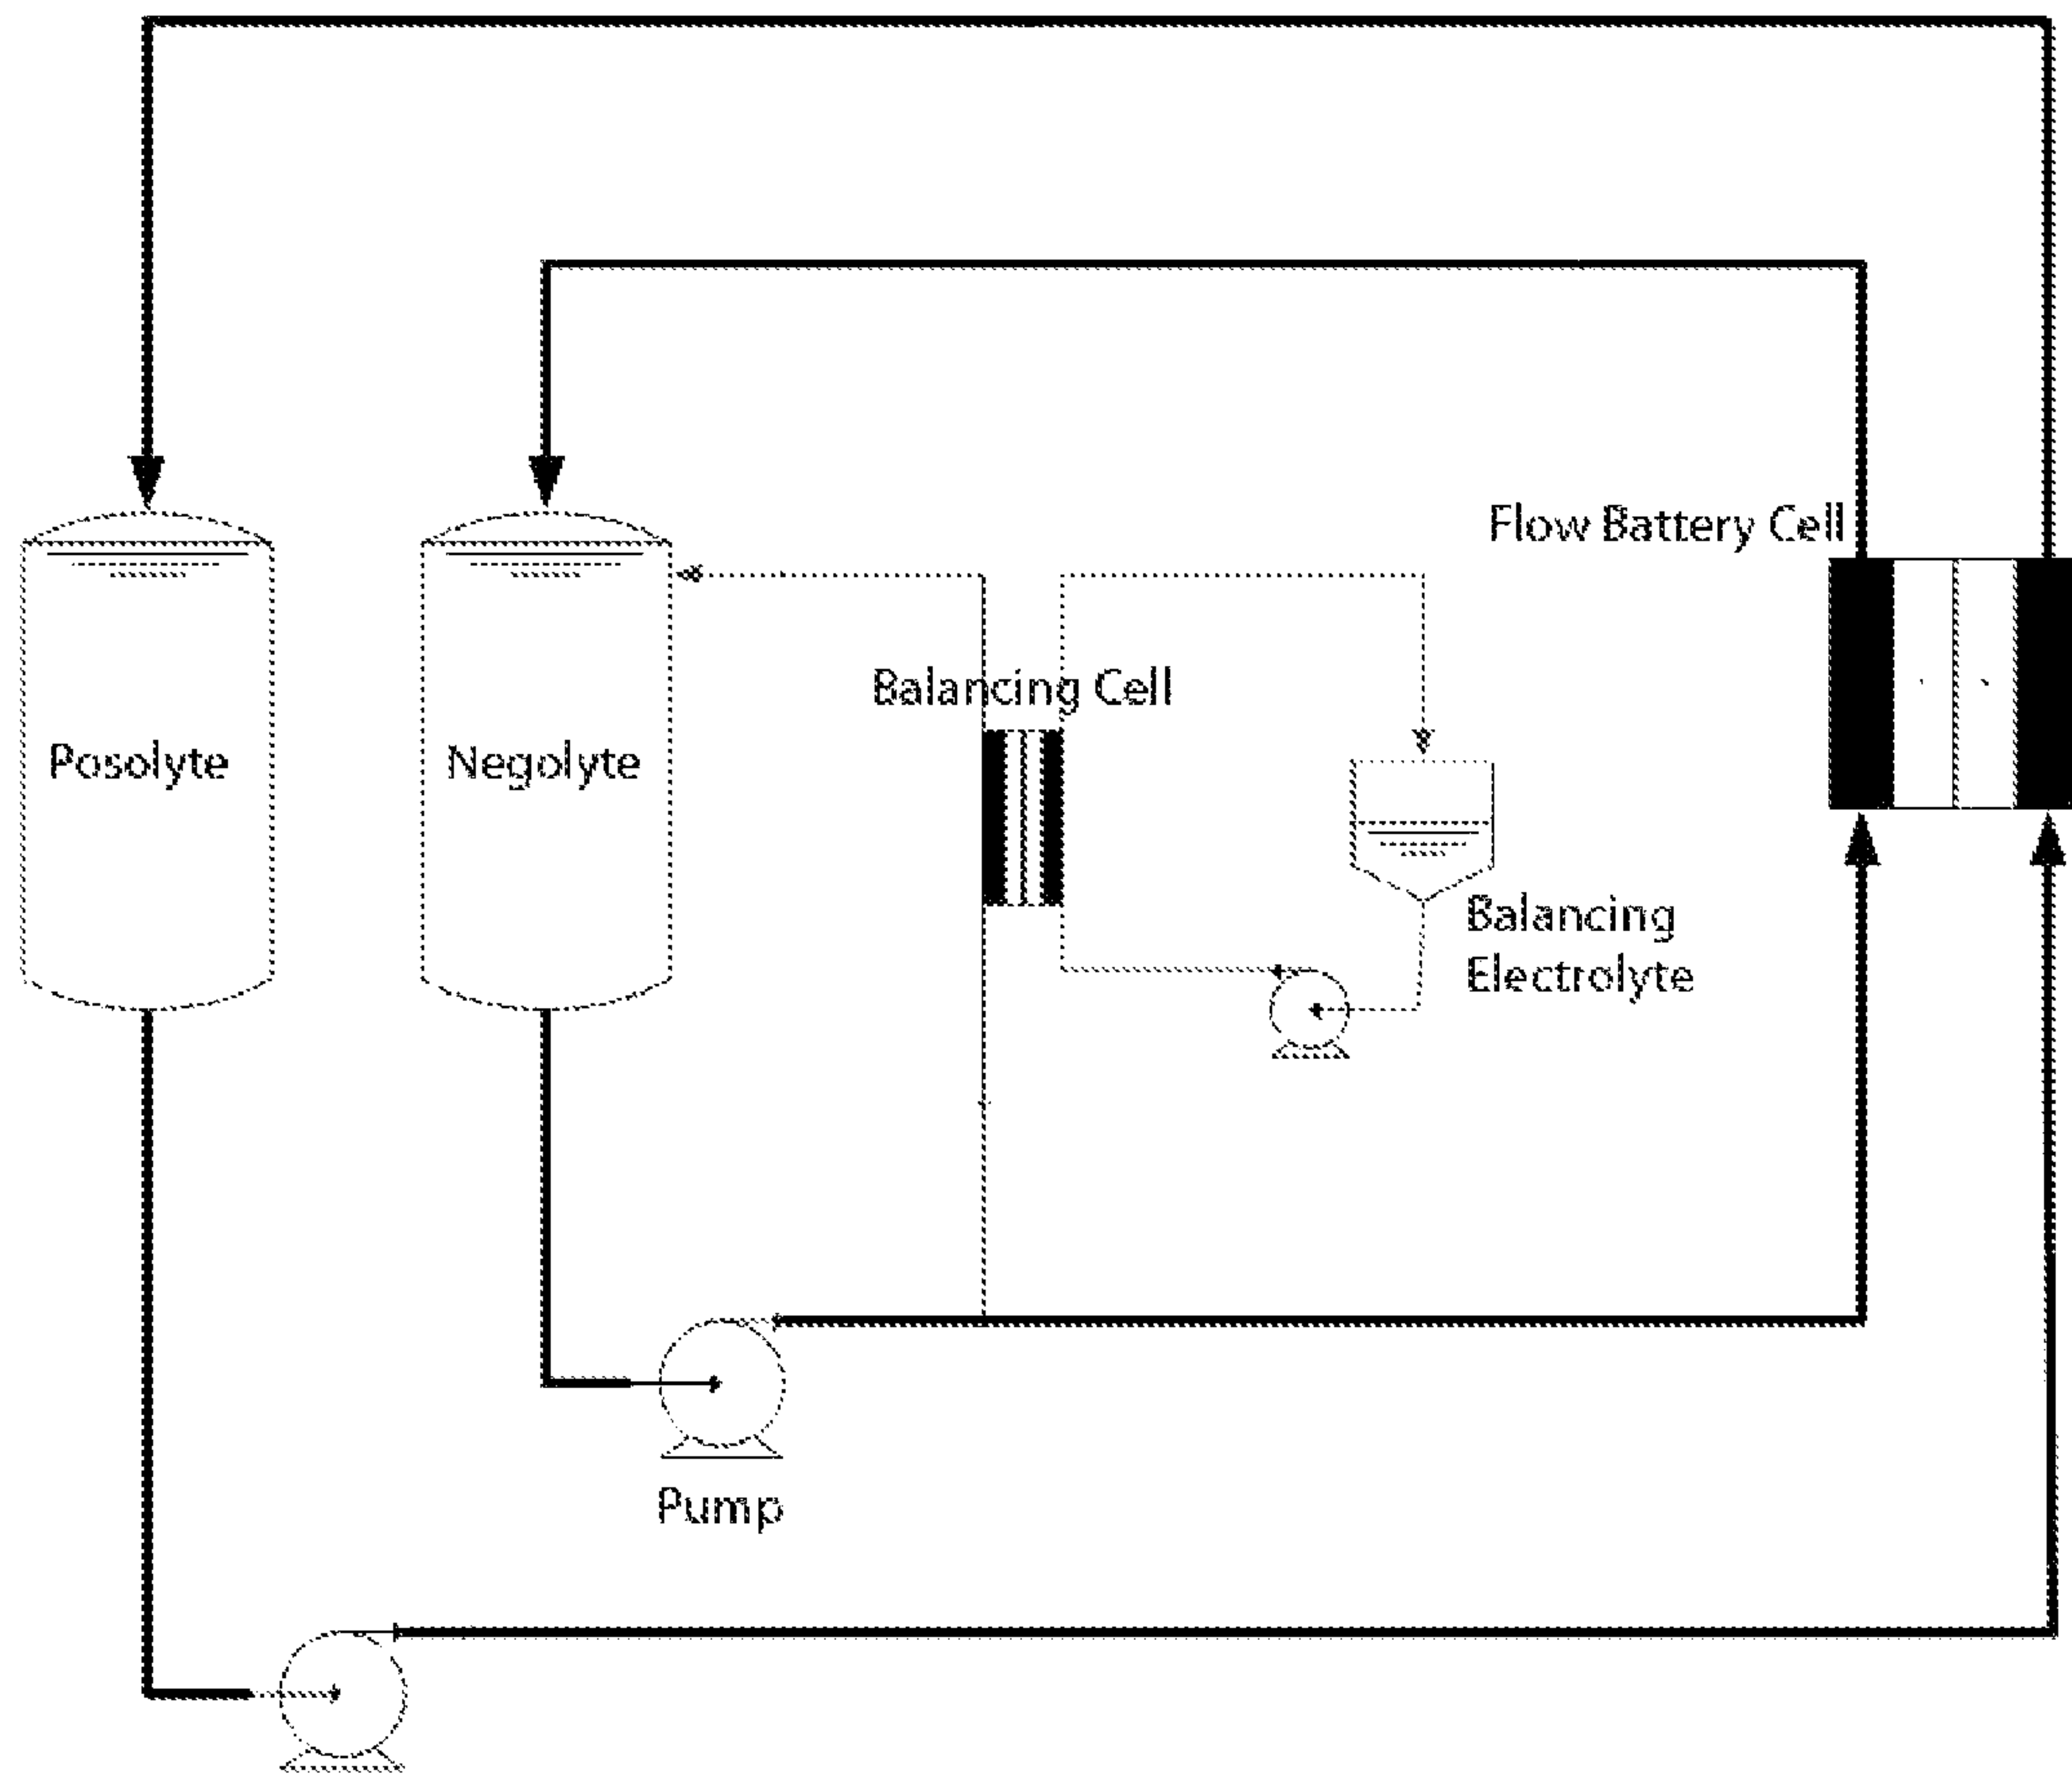 Flow Battery Cell
Balancing Cell
Posolyte
Negolyte
Balancing
Electrolyte
Pump